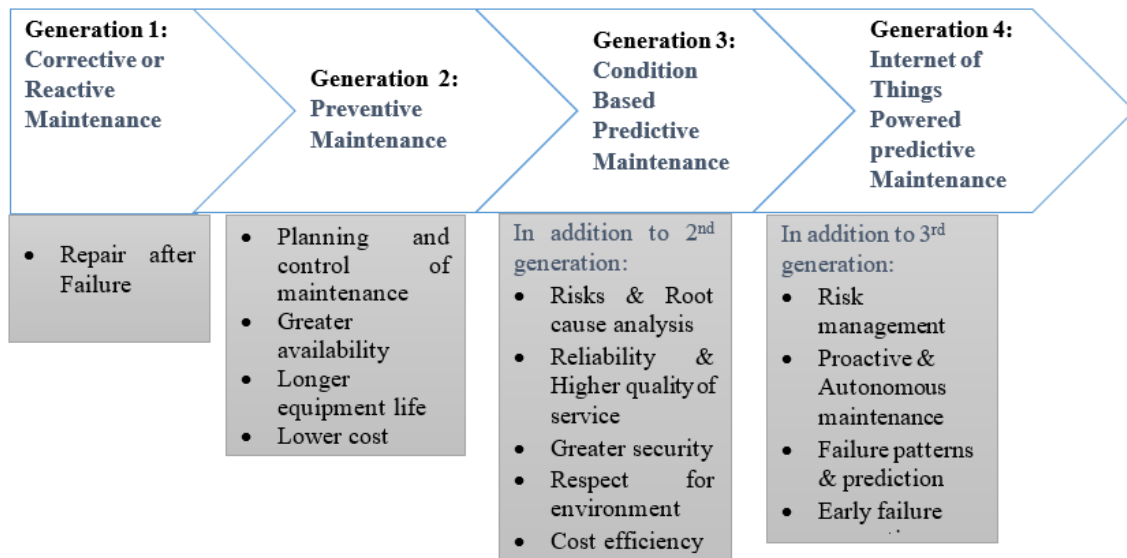 Generation 1:
Corrective or
Reactive
Maintenance
Generation 2:
Preventive
Maintenance
Generation 3:
Condition
Based
Predictive
Maintenance
Generation 4:
Internet of
Things
Powered
predictive
Maintenance
• Repair after
Failure
• Planning and
control of
maintenance
• Greater
availability
• Longer
equipment life
• Lower cost
In addition to 2nd
generation:
• Risks & Root
cause analysis
• Reliability &
Higher quality of
service
• Greater security
• Respect for
environment
• Cost efficiency
In addition to 3rd
generation:
• Risk
management
• Proactive &
Autonomous
maintenance
• Failure patterns
& prediction
• Early failure